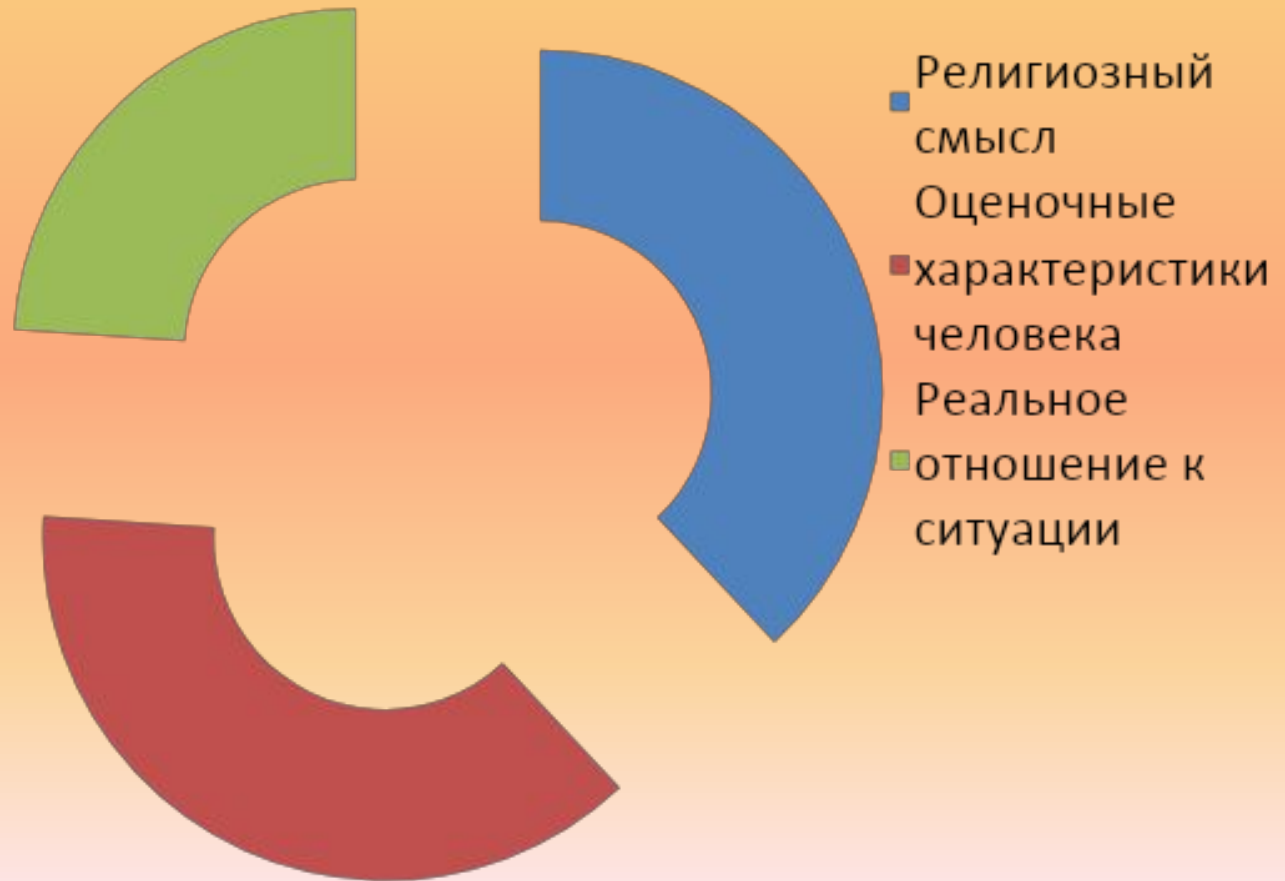 Религиозный
смысл
Оценочные
характеристики
человека
Реальное
отношение к
ситуации